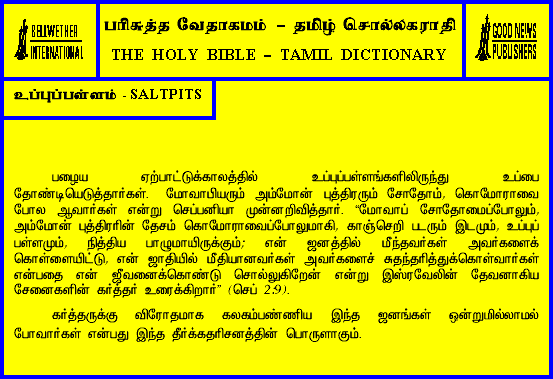 BELLWETHER
INTERNATIONAL
பரிசுத்த வேதாகமம் – தமிழ் சொல்லகராதி
THE HOLY BIBLE – TAMIL DICTIONARY
GOOD NEWS
PUBLISHERS
உப்புப்பள்ளம் - SALTPITS
பழைய ஏற்பாட்டுக்காலத்தில் உப்புப்பள்ளங்களிலிருந்து உப்பை
தோண்டியெடுத்தார்கள். மோவாபியரும் அம்மோன் புத்திரரும் சோதோம், கொமோராவை
போல ஆவார்கள் என்று செப்பனியா முன்னறிவித்தார். "மோவாப் சோதோமைப்போலும்,
அம்மோன் புத்திரரின் தேசம் கொமோராவைப்போலுமாகி, காஞ்சொறி படரும் இடமும், உப்புப்
பள்ளமும், நித்திய பாழுமாயிருக்கும்; என் ஜனத்தில் மீந்தவர்கள் அவர்களைக்
கொள்ளையிட்டு, என் ஜாதியில் மீதியானவர்கள் அவர்களைச் சுதந்தரித்துக்கொள்வார்கள்
என்பதை என் ஜீவனைக்கொண்டு சொல்லுகிறேன் என்று இஸ்ரவேலின் தேவனாகிய
சேனைகளின் கர்த்தர் உரைக்கிறார்" (செப் 2:9).
கர்த்தருக்கு விரோதமாக கலகம்பண்ணிய இந்த ஜனங்கள் ஒன்றுமில்லாமல்
போவார்கள் என்பது இந்த தீர்க்கதரிசனத்தின் பொருளாகும்.